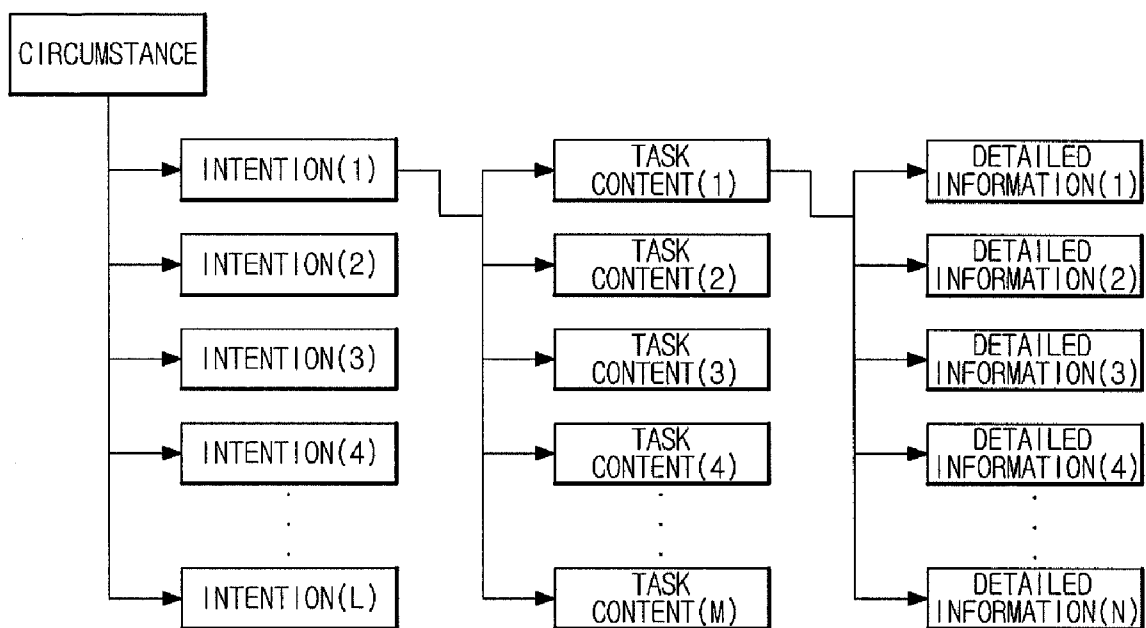 CIRCUMSTANCE
INTENTION(1)
TASK
CONTENT(1)
DETAILED
INFORMATION(1)
INTENTION(2)
TASK
CONTENT(2)
DETAILED
INFORMATION(2)
INTENTION(3)
TASK
CONTENT(3)
DETAILED
INFORMATION(3)
INTENTION(4)
TASK
CONTENT(4)
DETAILED
INFORMATION(4)
INTENTION(L)
TASK
CONTENT(M)
DETAILED
INFORMATION(N)